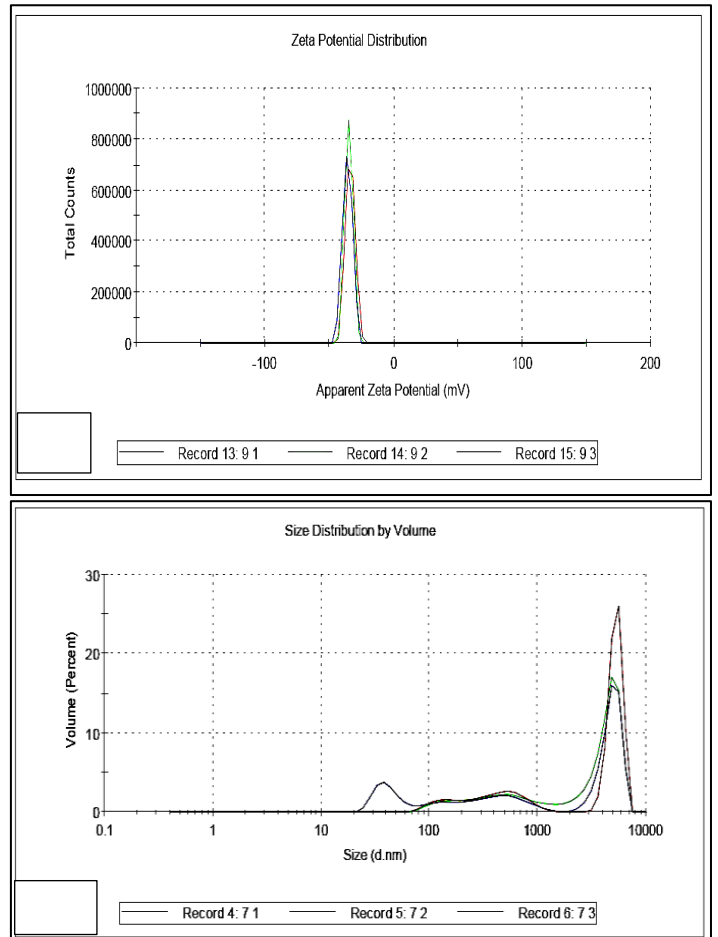 Zeta Potential Distribution
1000000
800000
600000
400000
200000
0
Total Counts
-100 0 100 200
Apparent Zeta Potential (mV)
Record 13: 9 1 Record 14: 9 2 Record 15: 9 3
Size Distribution by Volume
30
20
10
0
Volume (Percent)
0.1 1 10 100 1000 10000
Size (d.nm)
Record 4: 7 1 Record 5: 7 2 Record 6: 7 3